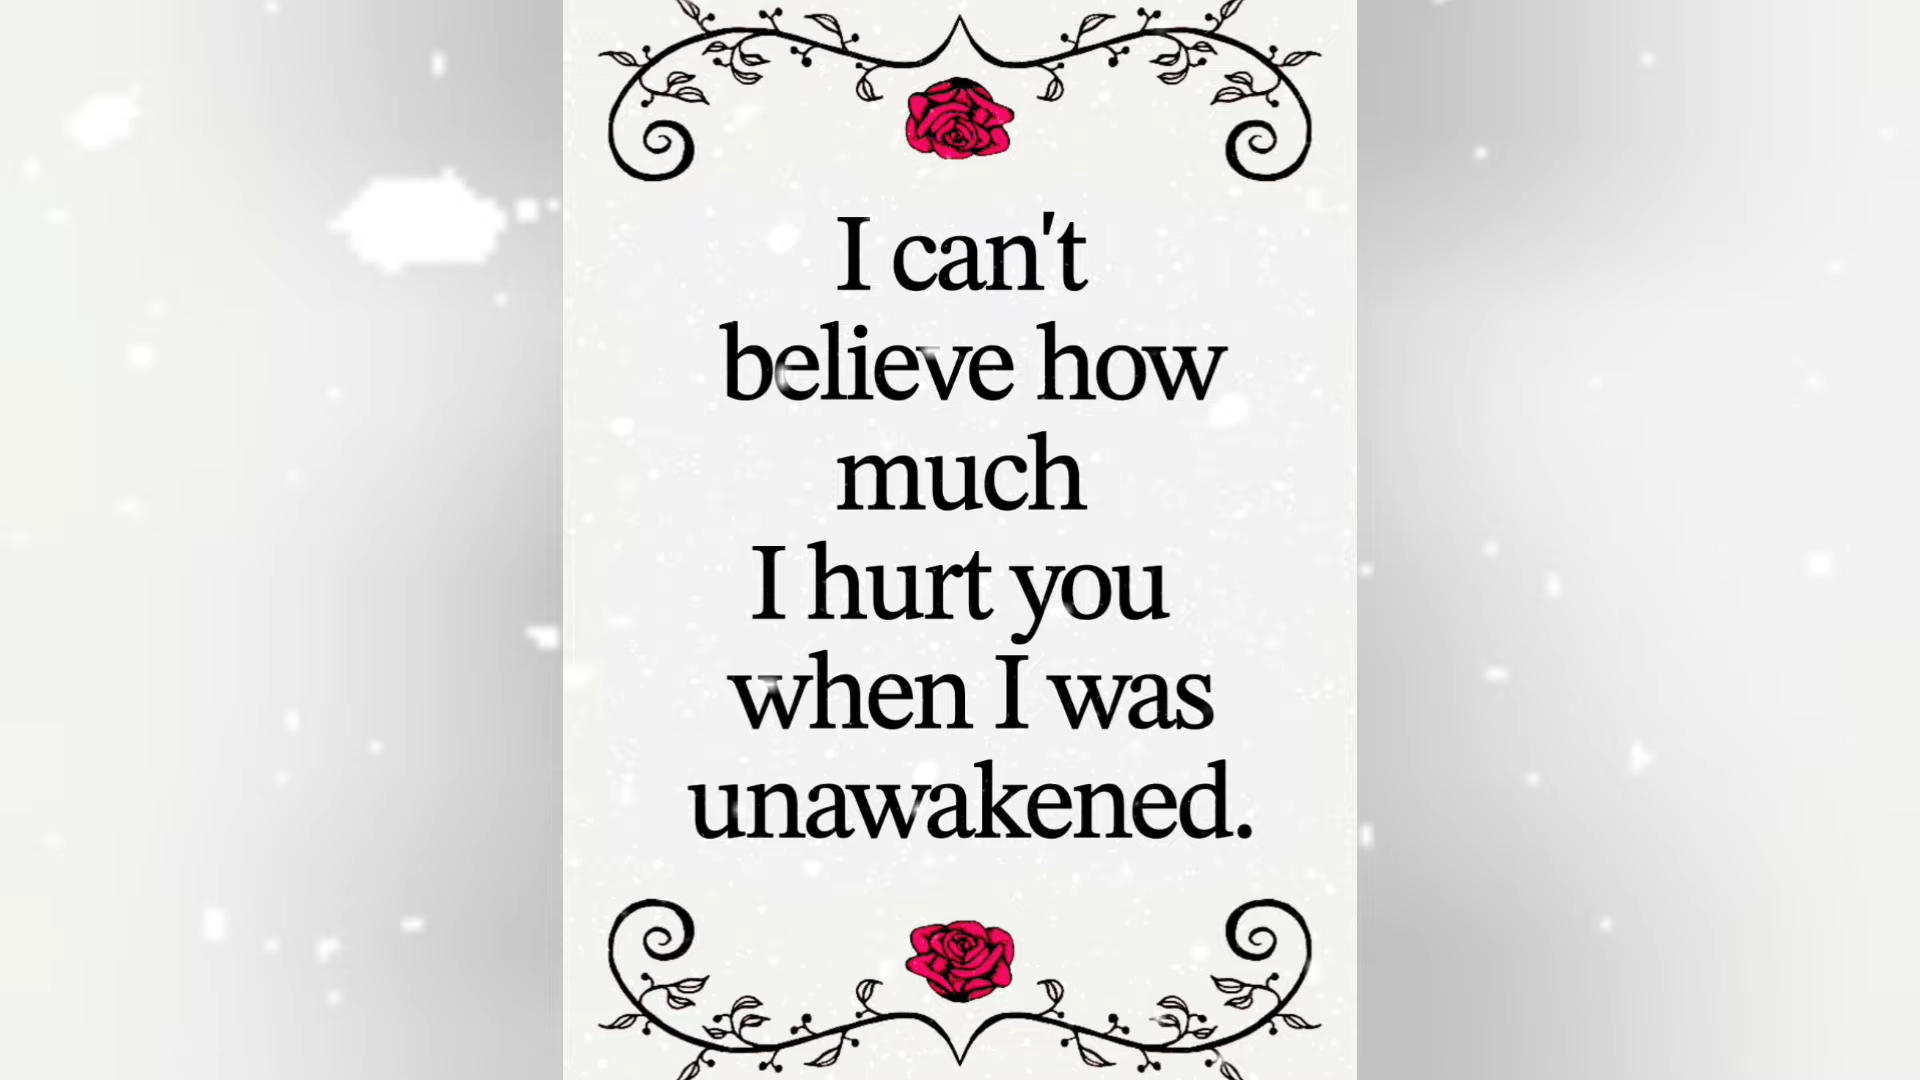 I can't
believe how
much
I hurt you
when I was
unawakened.